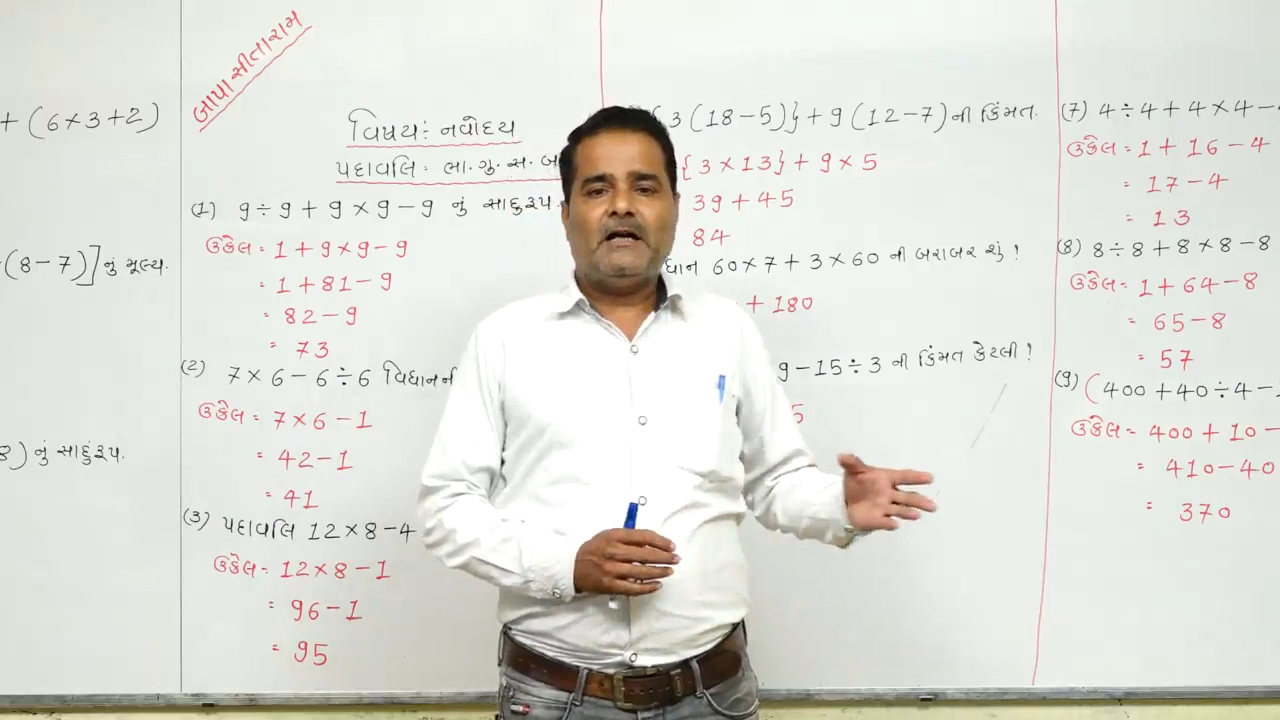 + (6×3+2)
(8-7)] નું મૂલ્ય.
) નું સાદુંરૂપ.
બાપા સીતારામ
વિષય: નવોદય
પદાવલિ: ભા.ગુ.સ.બ
(1) 9÷9+9×9-9 નું સાદુરૂપ.
ઉકેલ = 1+9×9-9
= 1+81-9
= 82-9
= 73
(2) 7×6-6÷6 વિધાનની
ઉકેલ = 7×6-1
= 42-1
= 41
(3) પદાવલિ 12×8-4
ઉકેલ = 12×8-1
= 96-1
= 95
3(18-5)}+9(12-7) ની કિંમત.
{3×13}+9×5
39+45
84
60×7+3×60 ની બરાબર શું ?
+180
9-15÷3 ની કિંમત કેટલી ?
5
(7) 4÷4+4×4-
ઉકેલ = 1+16-4
= 17-4
= 13
(8) 8÷8+8×8-8
ઉકેલ = 1+64-8
= 65-8
= 57
(9) (400+40÷4-
ઉકેલ = 400+10-
= 410-40
= 370